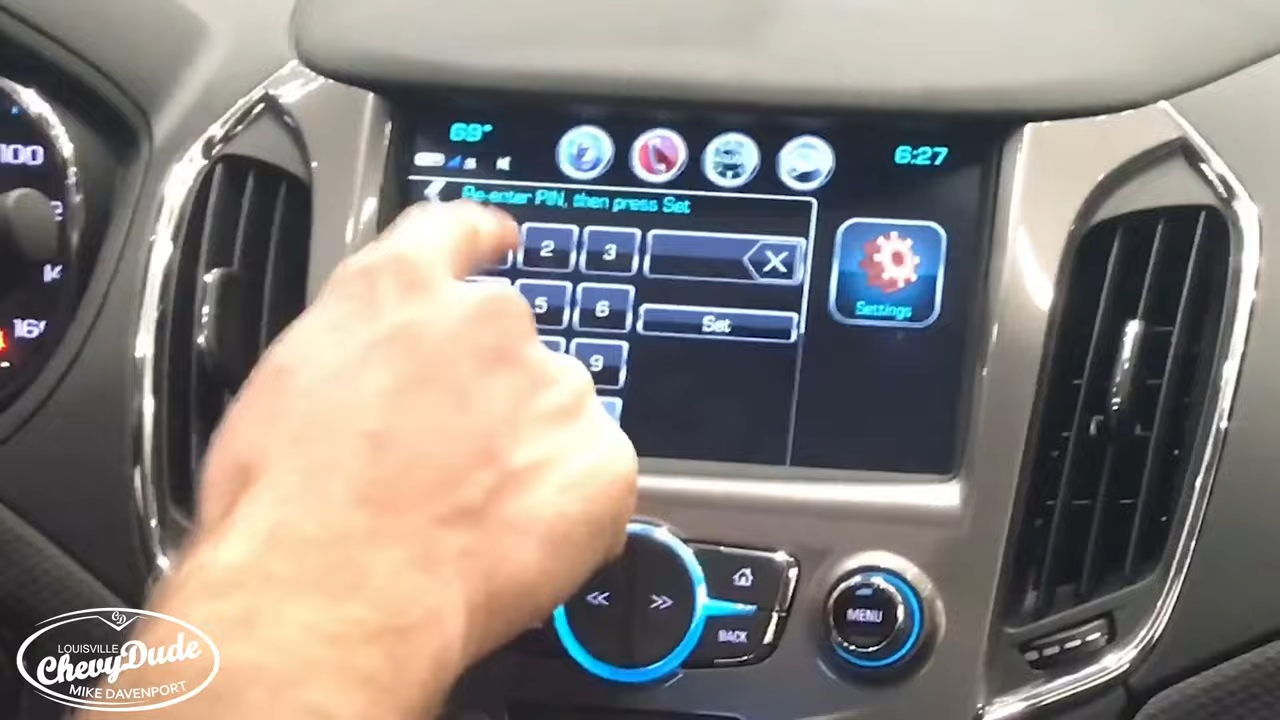 100
69°
6:27
Re-enter PIN, then press Set
2
3
5
6
Set
9
Settings
BACK
MENU
CD
LOUISVILLE
ChevyDude
MIKE DAVENPORT